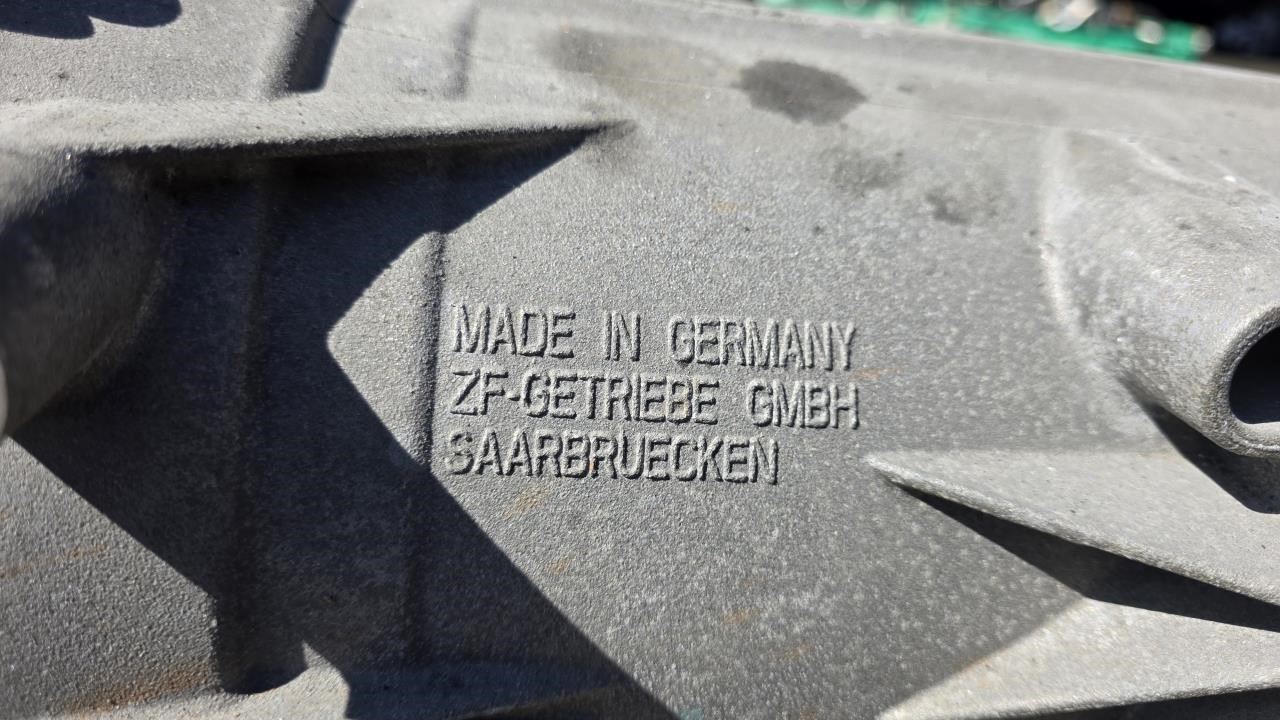 MADE IN GERMANY
ZF-GETRIEBE GMBH
SAARBRUECKEN